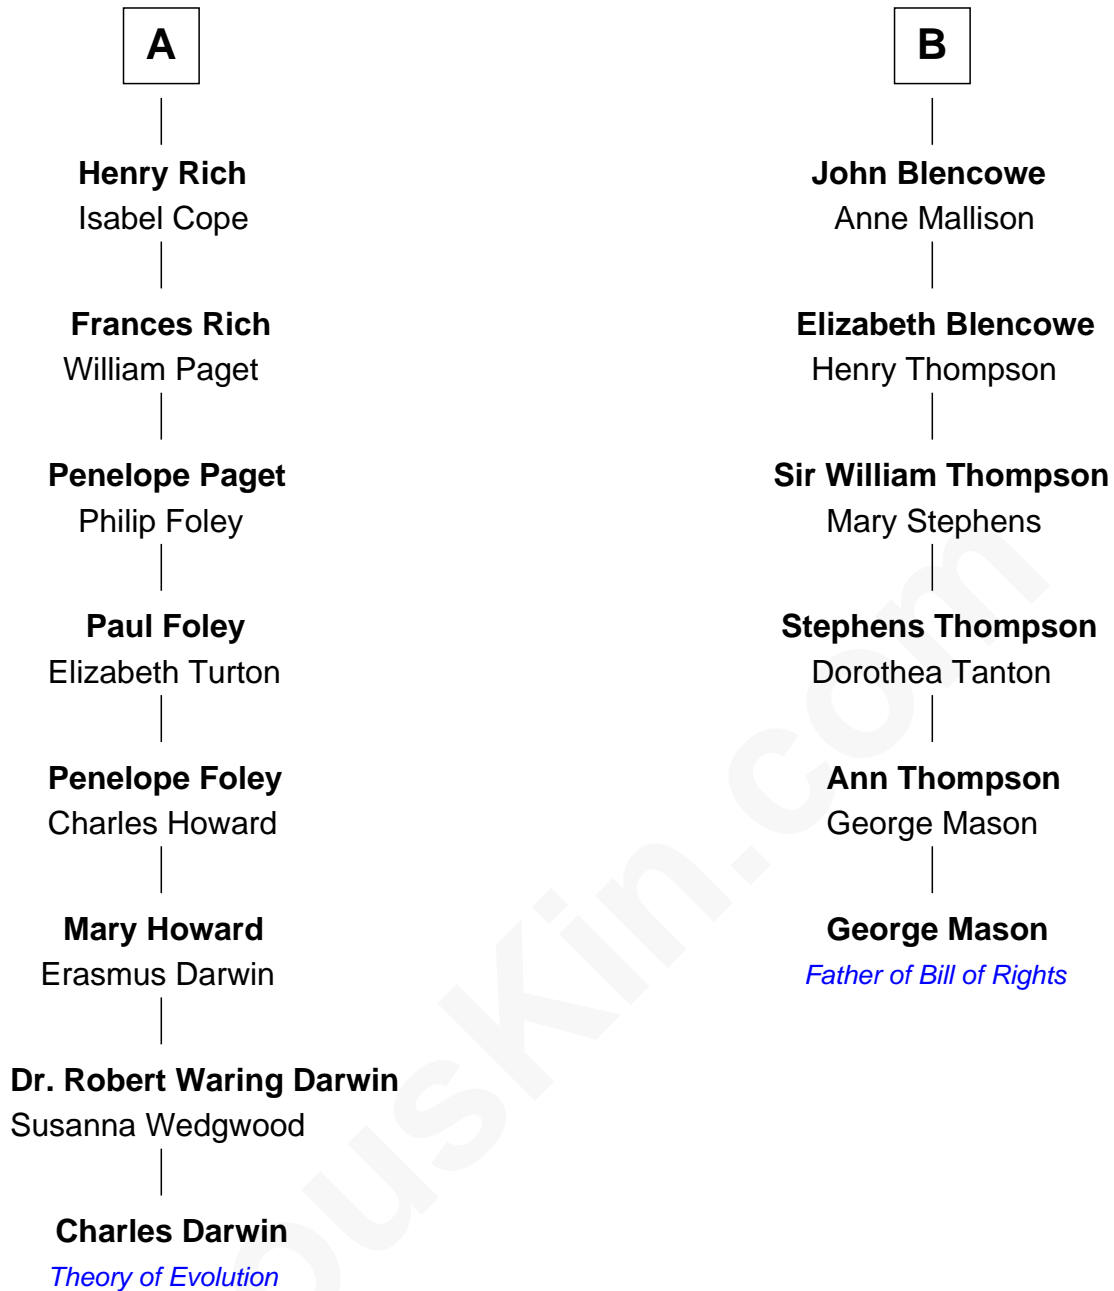 A
Henry Rich
Isabel Cope
Frances Rich
William Paget
Penelope Paget
Philip Foley
Paul Foley
Elizabeth Turton
Penelope Foley
Charles Howard
Mary Howard
Erasmus Darwin
Dr. Robert Waring Darwin
Susanna Wedgwood
Charles Darwin
Theory of Evolution
B
John Blencowe
Anne Mallison
Elizabeth Blencowe
Henry Thompson
Sir William Thompson
Mary Stephens
Stephens Thompson
Dorothea Tanton
Ann Thompson
George Mason
George Mason
Father of Bill of Rights